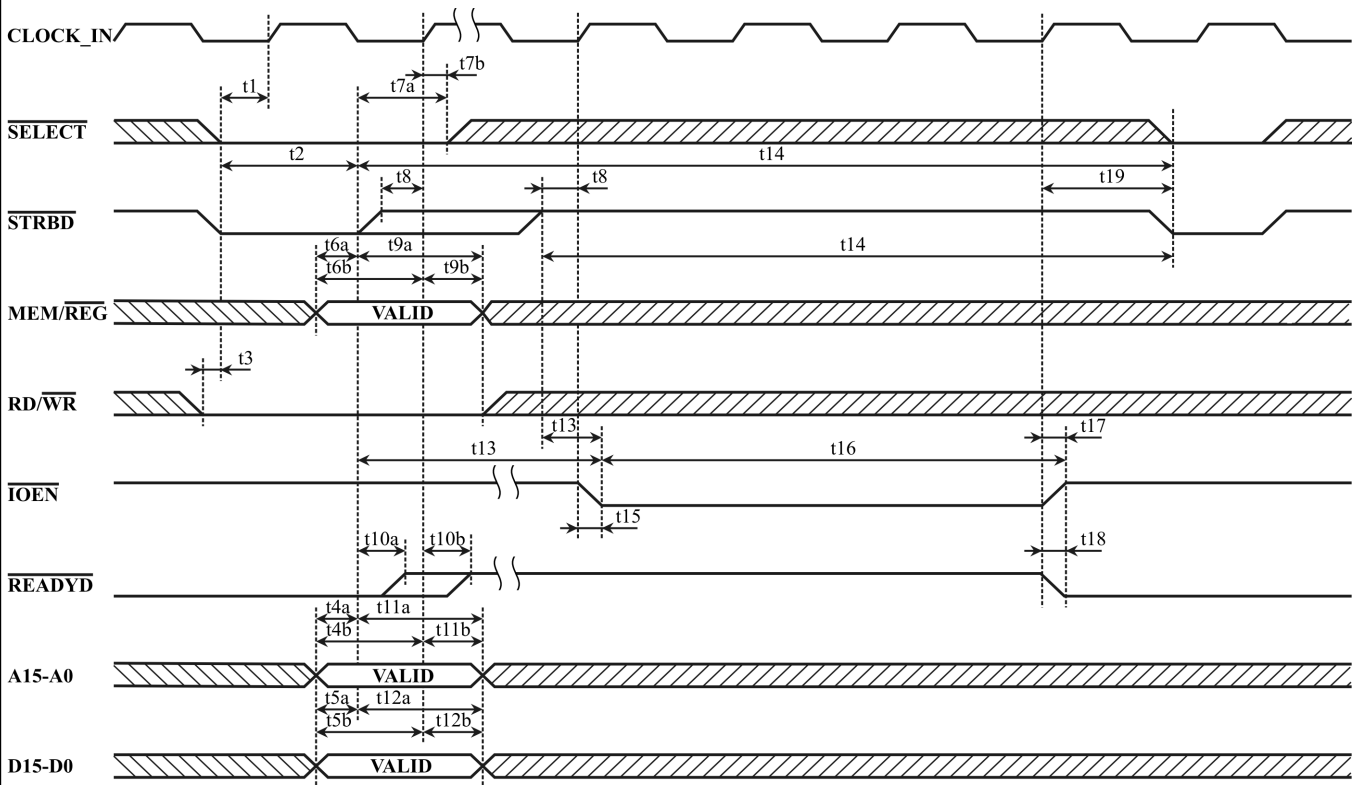 CLOCK_IN
t7b
t1 t7a
SELECT
t2 t14
t8 t8 t19
STRBD
t6a t9a t14
t6b t9b
MEM/REG VALID
t3
RD/WR
t13 t17
t13 t16
IOEN
t15
t10a t10b t18
READYD
t4a t11a
t4b t11b
A15-A0 VALID
t5a t12a
t5b t12b
D15-D0 VALID